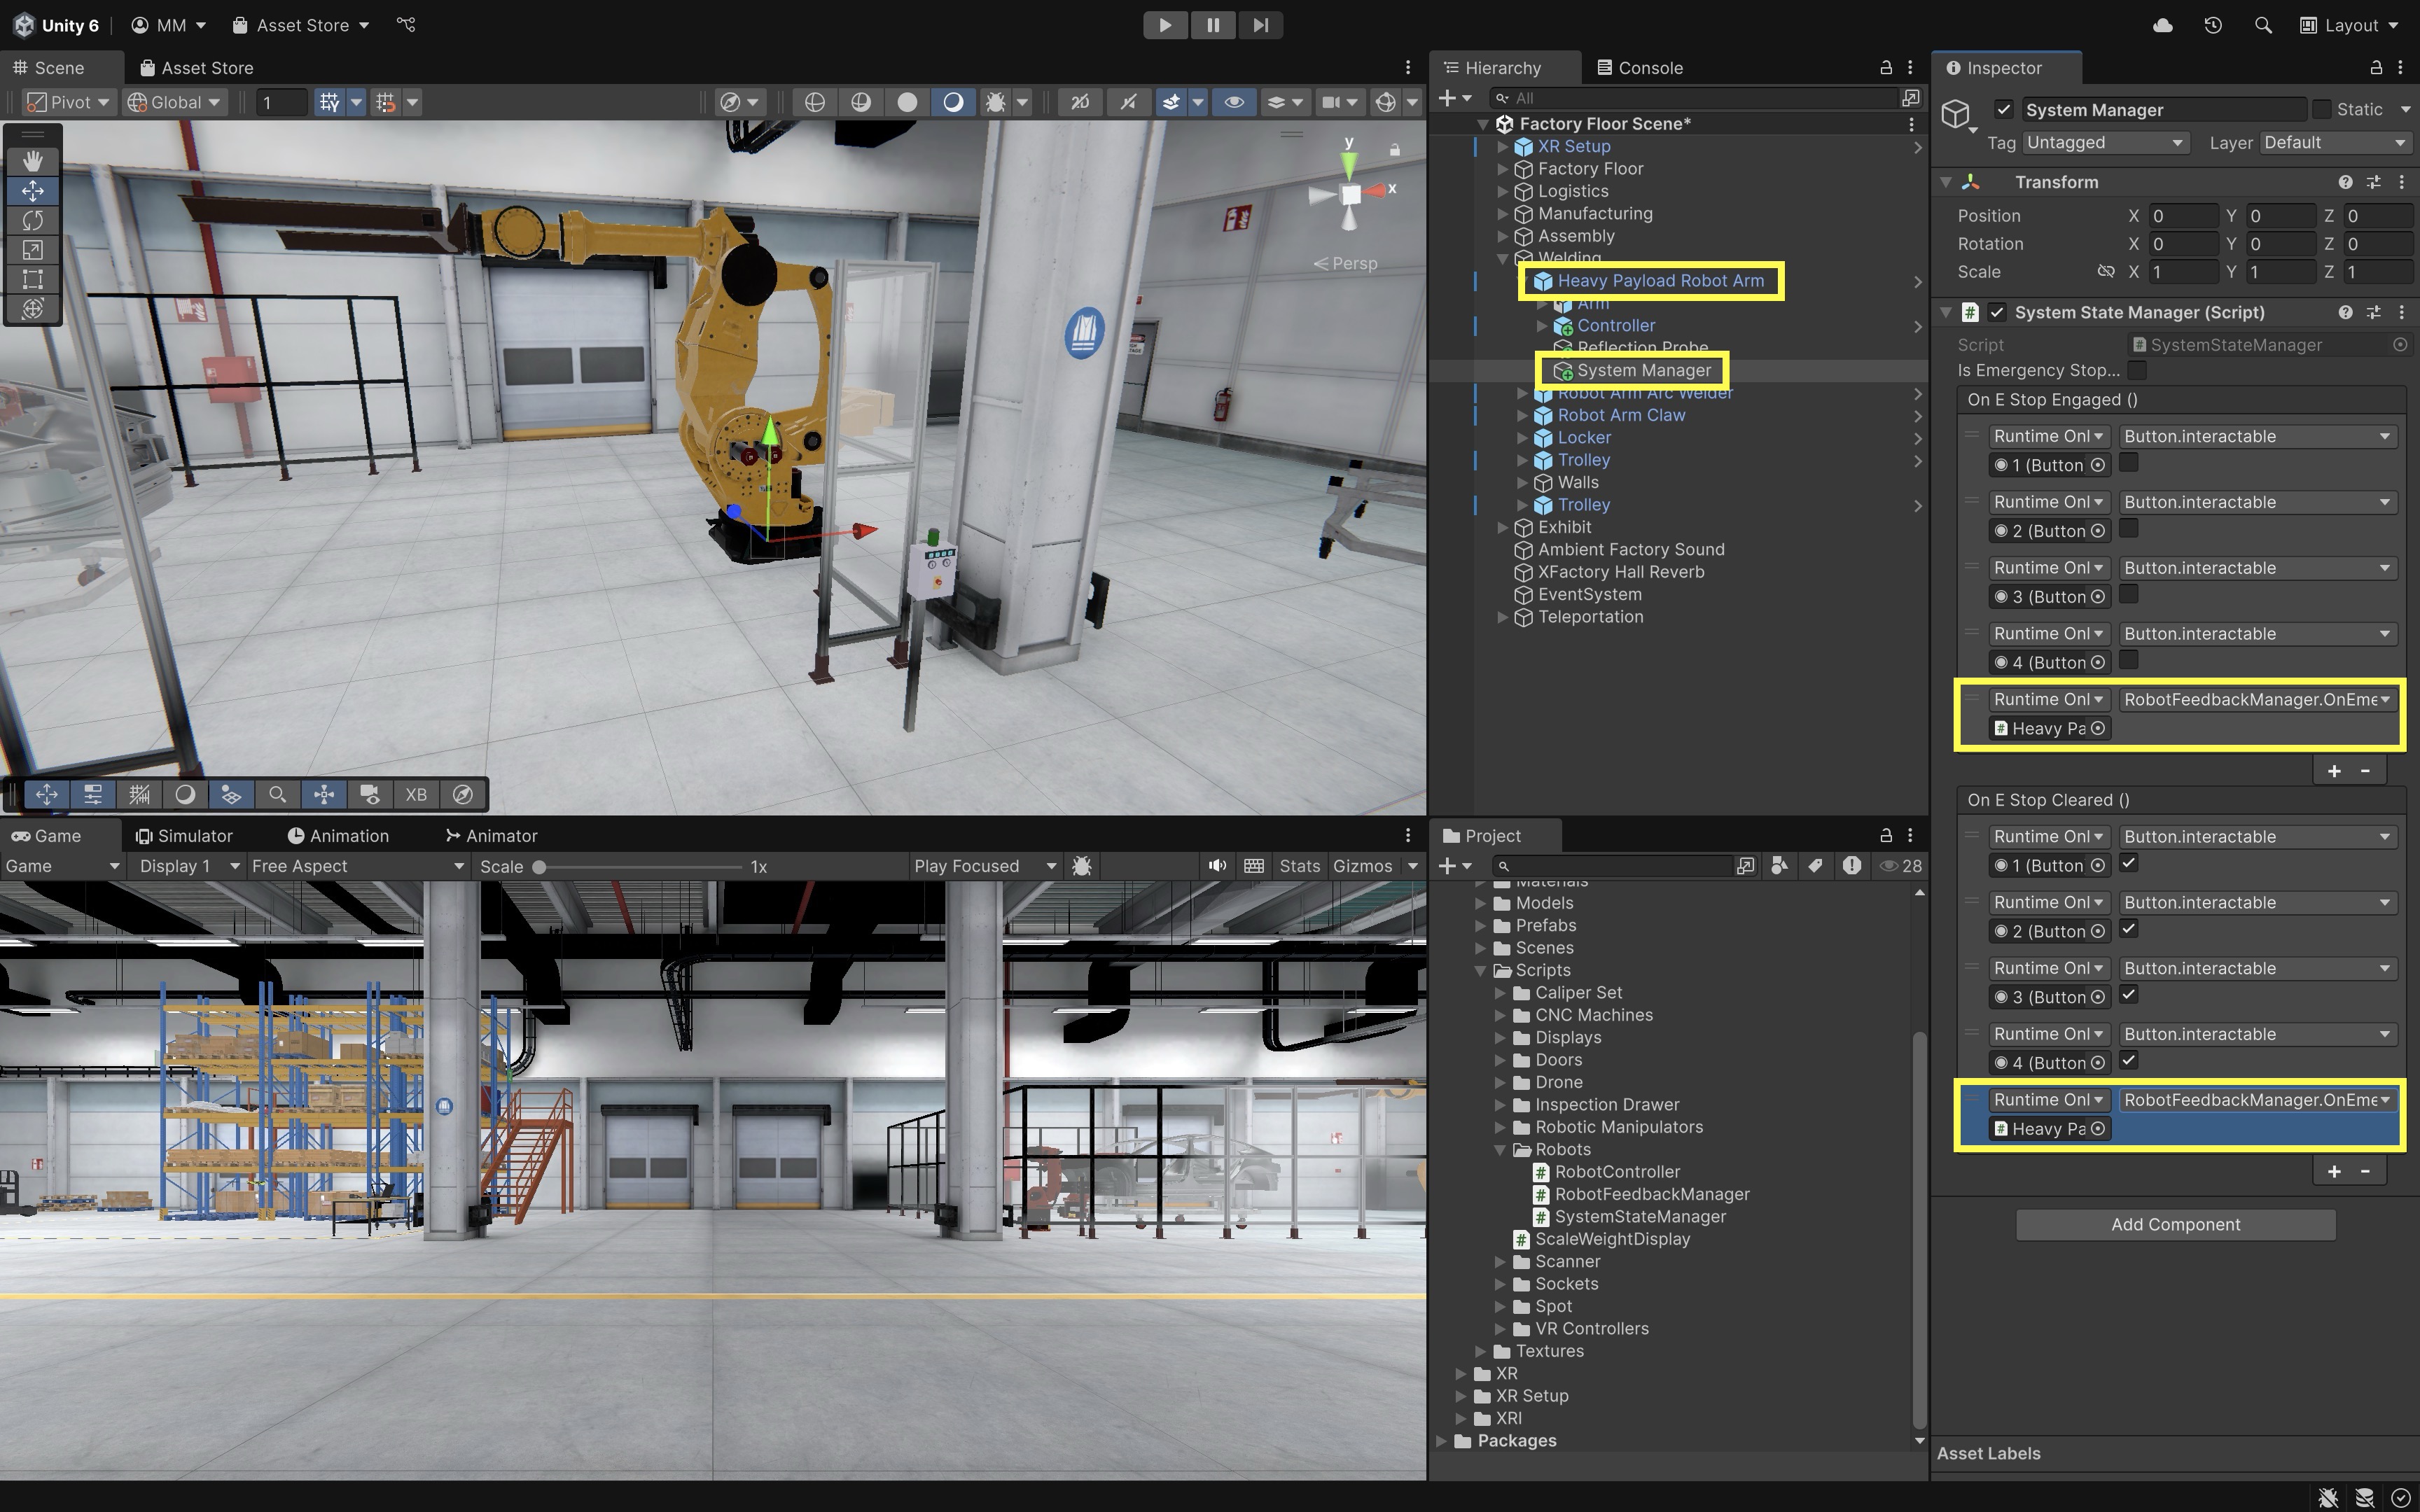 Unity 6
MM
Asset Store
Layout
Scene
Asset Store
Pivot
Global
1
2D
y
x
Persp
XB
Hierarchy
Console
All
Factory Floor Scene*
XR Setup
Factory Floor
Logistics
Manufacturing
Assembly
Welding
Heavy Payload Robot Arm
Arm
Controller
Reflection Probe
System Manager
Robot Arm Arc Welder
Robot Arm Claw
Locker
Trolley
Walls
Trolley
Exhibit
Ambient Factory Sound
XFactory Hall Reverb
EventSystem
Teleportation
Inspector
System Manager
Static
Tag Untagged Layer Default
Transform
Position X 0 Y 0 Z 0
Rotation X 0 Y 0 Z 0
Scale X 1 Y 1 Z 1
# System State Manager (Script)
Script # SystemStateManager
Is Emergency Stop...
On E Stop Engaged ()
Runtime Onl Button.interactable
1 (Button
Runtime Onl Button.interactable
2 (Button
Runtime Onl Button.interactable
3 (Button
Runtime Onl Button.interactable
4 (Button
Runtime Onl RobotFeedbackManager.OnEme
# Heavy Pa
+ -
On E Stop Cleared ()
Runtime Onl Button.interactable
1 (Button
Runtime Onl Button.interactable
2 (Button
Runtime Onl Button.interactable
3 (Button
Runtime Onl Button.interactable
4 (Button
Runtime Onl RobotFeedbackManager.OnEme
# Heavy Pa
+ -
Add Component
Asset Labels
Game
Simulator
Animation
Animator
Game Display 1 Free Aspect Scale 1x Play Focused Stats Gizmos
Project
28
Materials
Models
Prefabs
Scenes
Scripts
Caliper Set
CNC Machines
Displays
Doors
Drone
Inspection Drawer
Robotic Manipulators
Robots
# RobotController
# RobotFeedbackManager
# SystemStateManager
# ScaleWeightDisplay
Scanner
Sockets
Spot
VR Controllers
Textures
XR
XR Setup
XRI
Packages